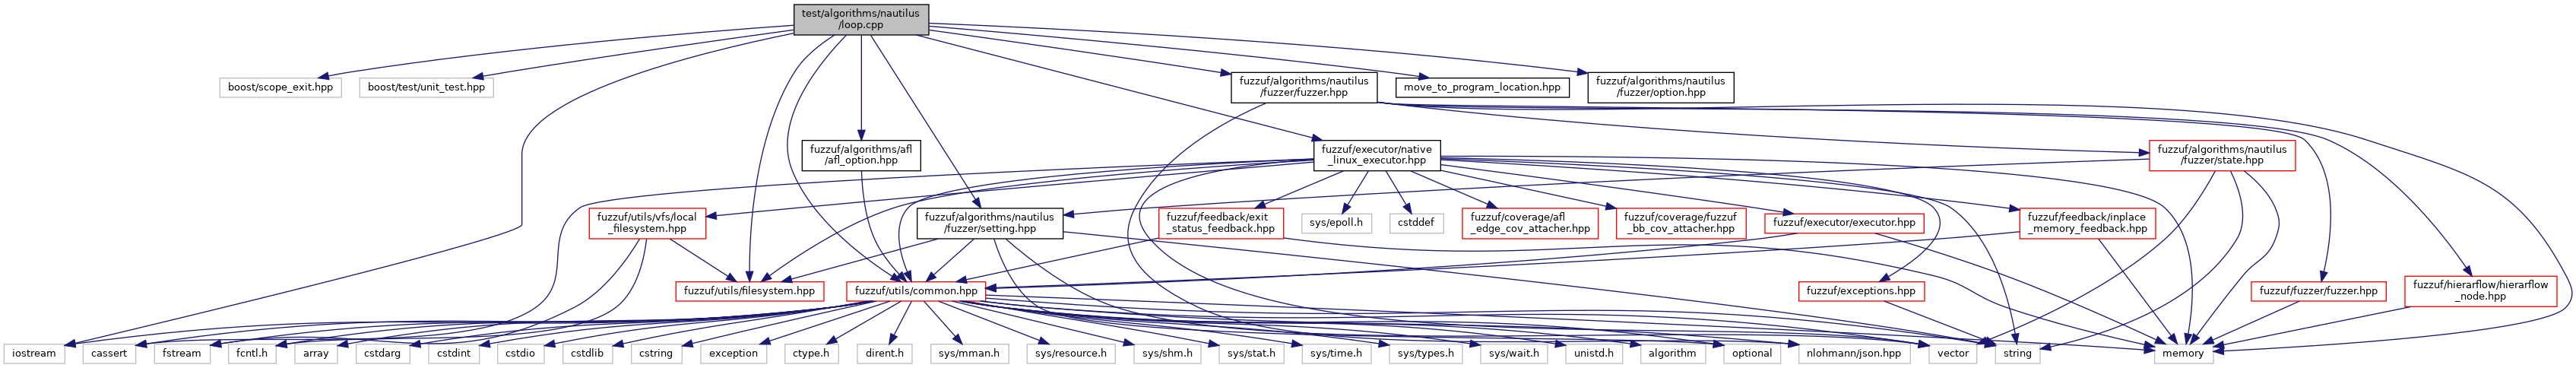 test/algorithms/nautilus
/loop.cpp
boost/scope_exit.hpp
boost/test/unit_test.hpp
fuzzuf/algorithms/nautilus
/fuzzer/fuzzer.hpp
move_to_program_location.hpp
fuzzuf/algorithms/nautilus
/fuzzer/option.hpp
fuzzuf/algorithms/afl
/afl_option.hpp
fuzzuf/executor/native
_linux_executor.hpp
fuzzuf/algorithms/nautilus
/fuzzer/state.hpp
fuzzuf/utils/vfs/local
_filesystem.hpp
fuzzuf/algorithms/nautilus
/fuzzer/setting.hpp
fuzzuf/feedback/exit
_status_feedback.hpp
sys/epoll.h
cstddef
fuzzuf/coverage/afl
_edge_cov_attacher.hpp
fuzzuf/coverage/fuzzuf
_bb_cov_attacher.hpp
fuzzuf/executor/executor.hpp
fuzzuf/feedback/inplace
_memory_feedback.hpp
fuzzuf/utils/filesystem.hpp
fuzzuf/utils/common.hpp
fuzzuf/exceptions.hpp
fuzzuf/fuzzer/fuzzer.hpp
fuzzuf/hierarflow/hierarflow
_node.hpp
iostream
cassert
fstream
fcntl.h
array
cstdarg
cstdint
cstdio
cstdlib
cstring
exception
ctype.h
dirent.h
sys/mman.h
sys/resource.h
sys/shm.h
sys/stat.h
sys/time.h
sys/types.h
sys/wait.h
unistd.h
algorithm
optional
nlohmann/json.hpp
vector
string
memory